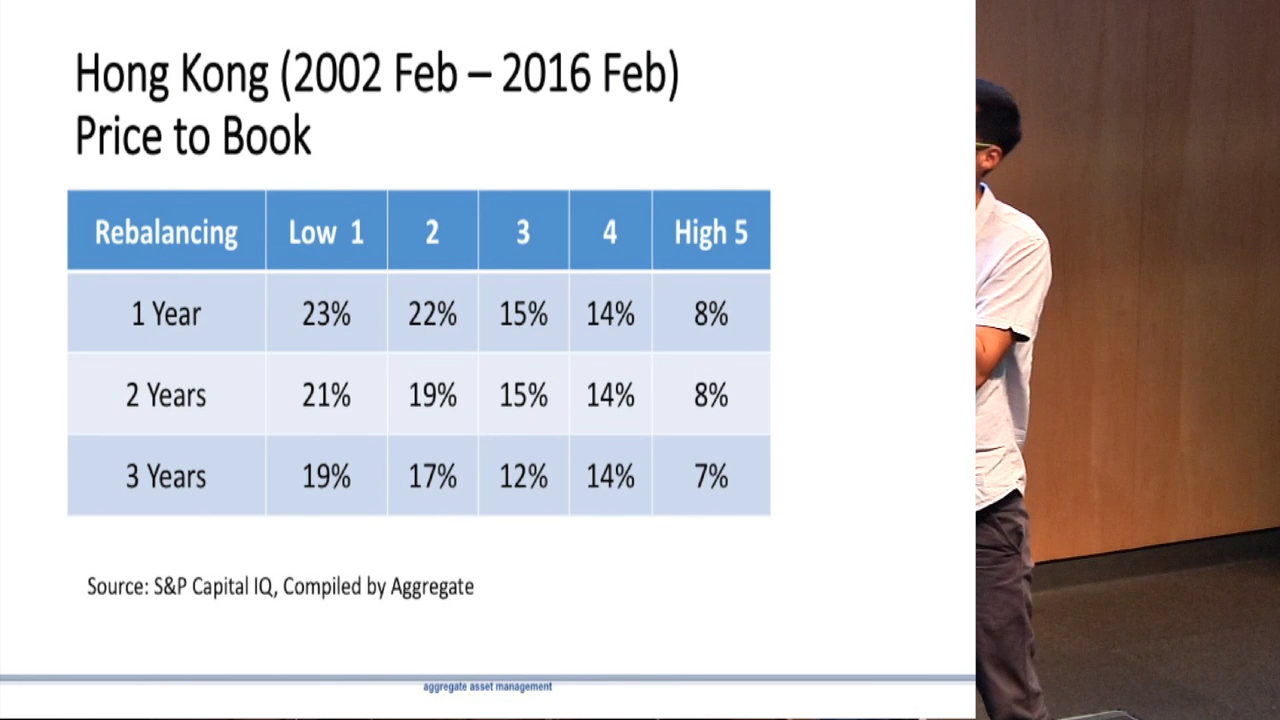 Hong Kong (2002 Feb – 2016 Feb)
Price to Book
Rebalancing Low 1 2 3 4 High 5
1 Year 23% 22% 15% 14% 8%
2 Years 21% 19% 15% 14% 8%
3 Years 19% 17% 12% 14% 7%
Source: S&P Capital IQ, Compiled by Aggregate
aggregate asset management